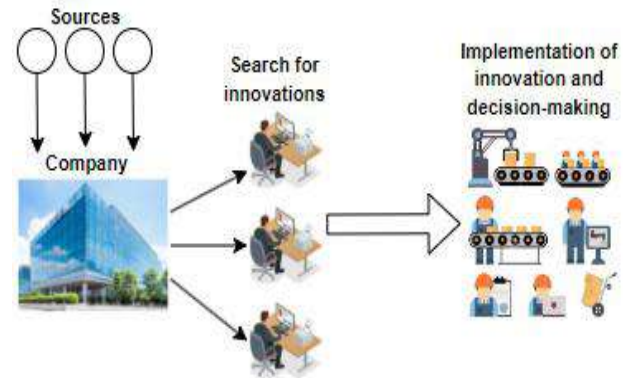 Sources
Search for
innovations
Implementation of
innovation and
decision-making
Company